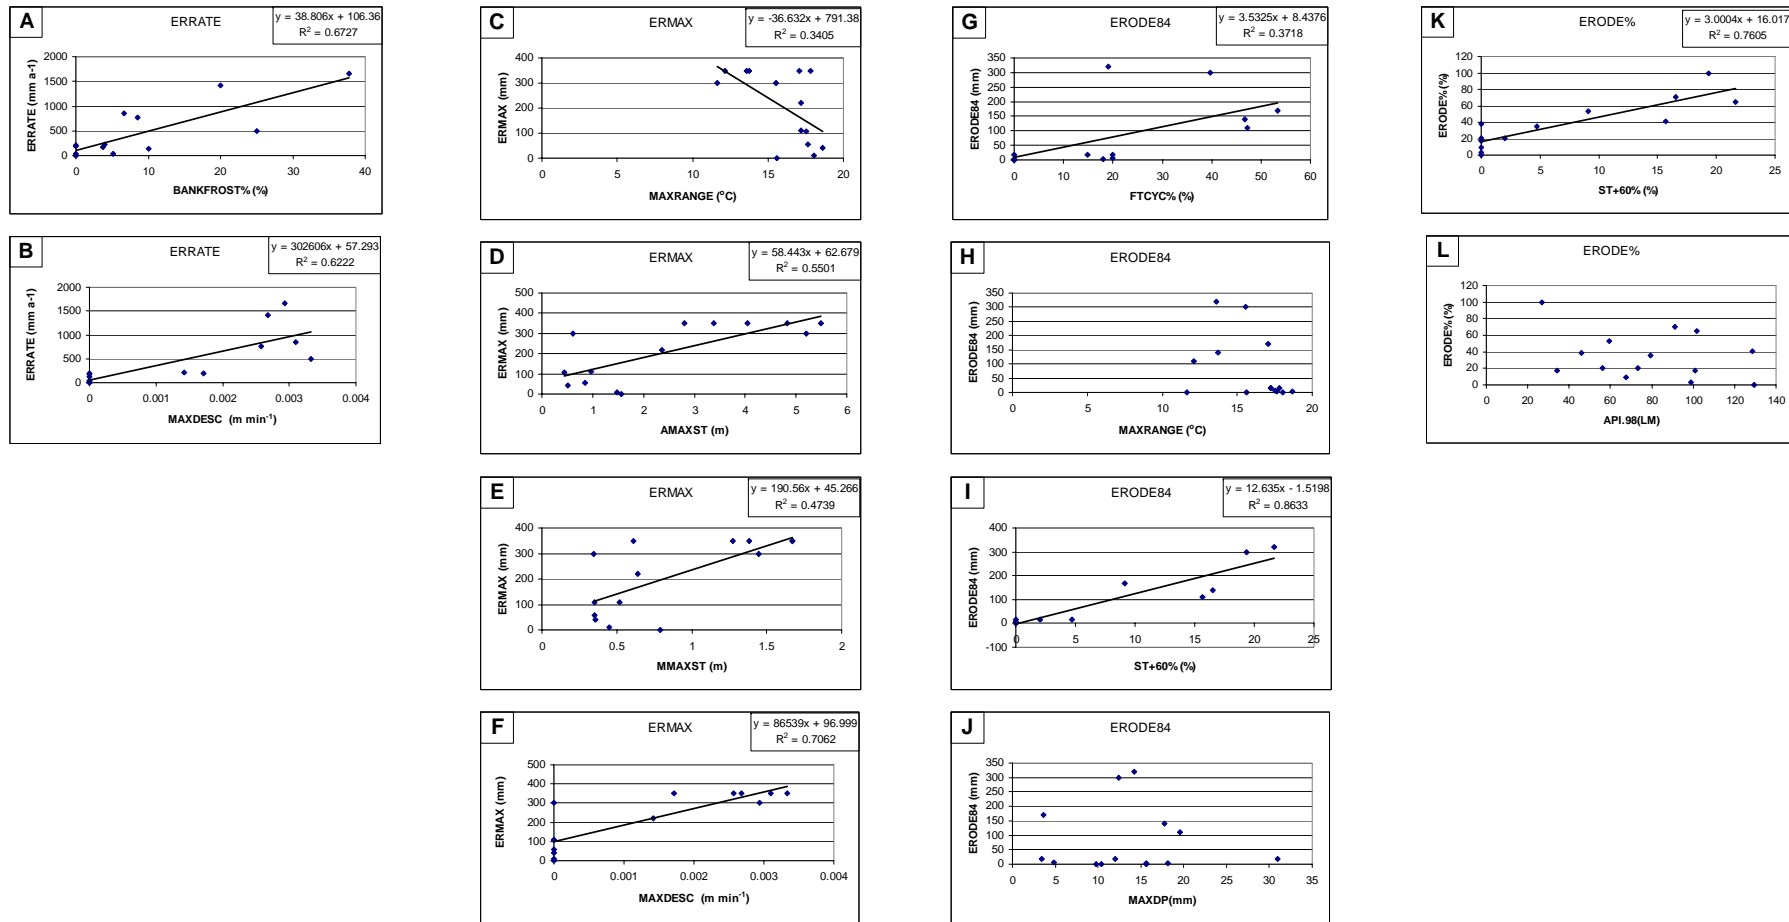 A
ERRATE
y = 38.806x + 106.36
R² = 0.6727
ERRATE (mm a-1)
2000
1500
1000
500
0
0 10 20 30 40
BANKFROST% (%)
B
ERRATE
y = 302606x + 57.293
R² = 0.6222
ERRATE (mm a-1)
2000
1500
1000
500
0
0 0.001 0.002 0.003 0.004
MAXDESC (m min⁻¹)
C
ERMAX
y = -36.632x + 791.38
R² = 0.3405
ERMAX (mm)
400
300
200
100
0
0 5 10 15 20
MAXRANGE (°C)
D
ERMAX
y = 58.443x + 62.679
R² = 0.5501
ERMAX (mm)
500
400
300
200
100
0
0 1 2 3 4 5 6
AMAXST (m)
E
ERMAX
y = 190.56x + 45.266
R² = 0.4739
ERMAX (mm)
400
300
200
100
0
0 0.5 1 1.5 2
MMAXST (m)
F
ERMAX
y = 86539x + 96.999
R² = 0.7062
ERMAX (mm)
500
400
300
200
100
0
0 0.001 0.002 0.003 0.004
MAXDESC (m min⁻¹)
G
ERODE84
y = 3.5325x + 8.4376
R² = 0.3718
ERODE84 (mm)
350
300
250
200
150
100
50
0
0 10 20 30 40 50 60
FTCYC% (%)
H
ERODE84
ERODE84 (mm)
350
300
250
200
150
100
50
0
0 5 10 15 20
MAXRANGE (°C)
I
ERODE84
y = 12.635x - 1.5198
R² = 0.8633
ERODE84 (mm)
400
300
200
100
0
-100
0 5 10 15 20 25
ST+60% (%)
J
ERODE84
ERODE84 (mm)
350
300
250
200
150
100
50
0
0 5 10 15 20 25 30 35
MAXDP(mm)
K
ERODE%
y = 3.0004x + 16.017
R² = 0.7605
ERODE% (%)
120
100
80
60
40
20
0
0 5 10 15 20 25
ST+60% (%)
L
ERODE%
ERODE% (%)
120
100
80
60
40
20
0
0 20 40 60 80 100 120 140
API.98(LM)